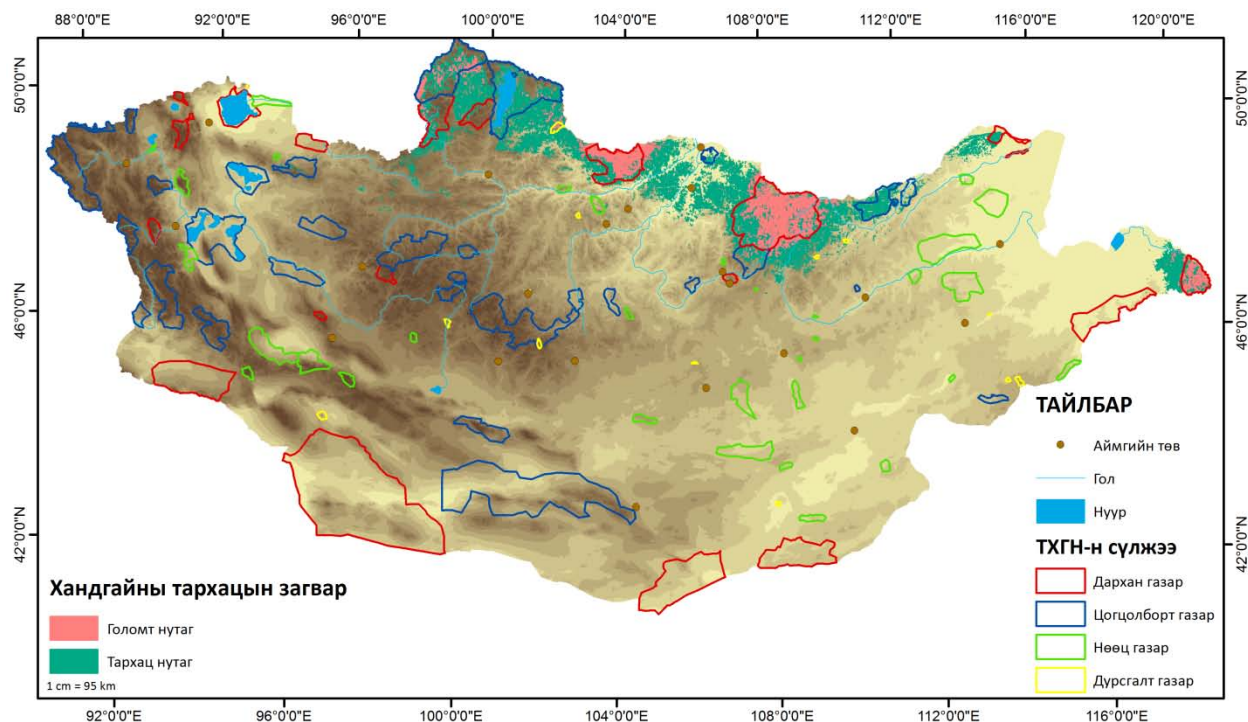 88°0'0"E
92°0'0"E
96°0'0"E
100°0'0"E
104°0'0"E
108°0'0"E
112°0'0"E
116°0'0"E
120°0'0"E
50°0'0"N
50°0'0"N
46°0'0"N
46°0'0"N
42°0'0"N
42°0'0"N
ТАЙЛБАР
Аймгийн төв
Гол
Нуур
ТХГН-н сүлжээ
Дархан газар
Цогцолборт газар
Нөөц газар
Дурсгалт газар
Хандгайны тархацын загвар
Голомт нутаг
Тархац нутаг
1 cm = 95 km
92°0'0"E
96°0'0"E
100°0'0"E
104°0'0"E
108°0'0"E
112°0'0"E
116°0'0"E